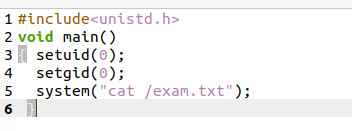 1 #include<unistd.h>
2 void main()
3 { setuid(0);
4 setgid(0);
5 system("cat /exam.txt");
6 }